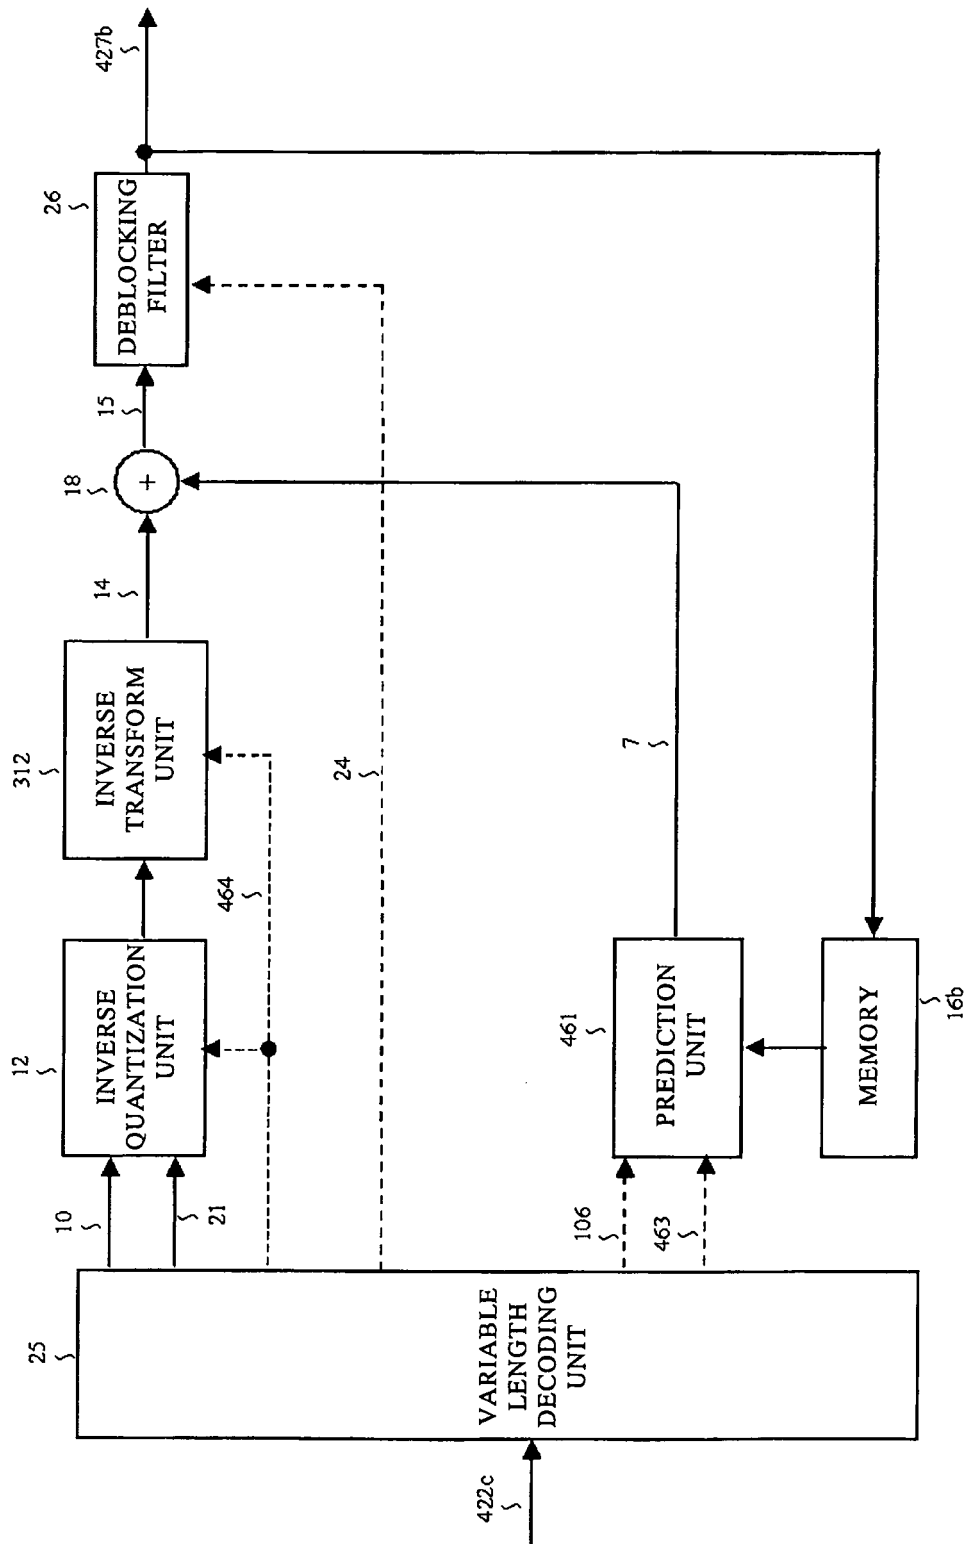 422c
25
VARIABLE
LENGTH
DECODING
UNIT
10
21
12
INVERSE
QUANTIZATION
UNIT
464
312
INVERSE
TRANSFORM
UNIT
14
18
+
15
26
DEBLOCKING
FILTER
427b
24
106
463
461
PREDICTION
UNIT
7
MEMORY
16b